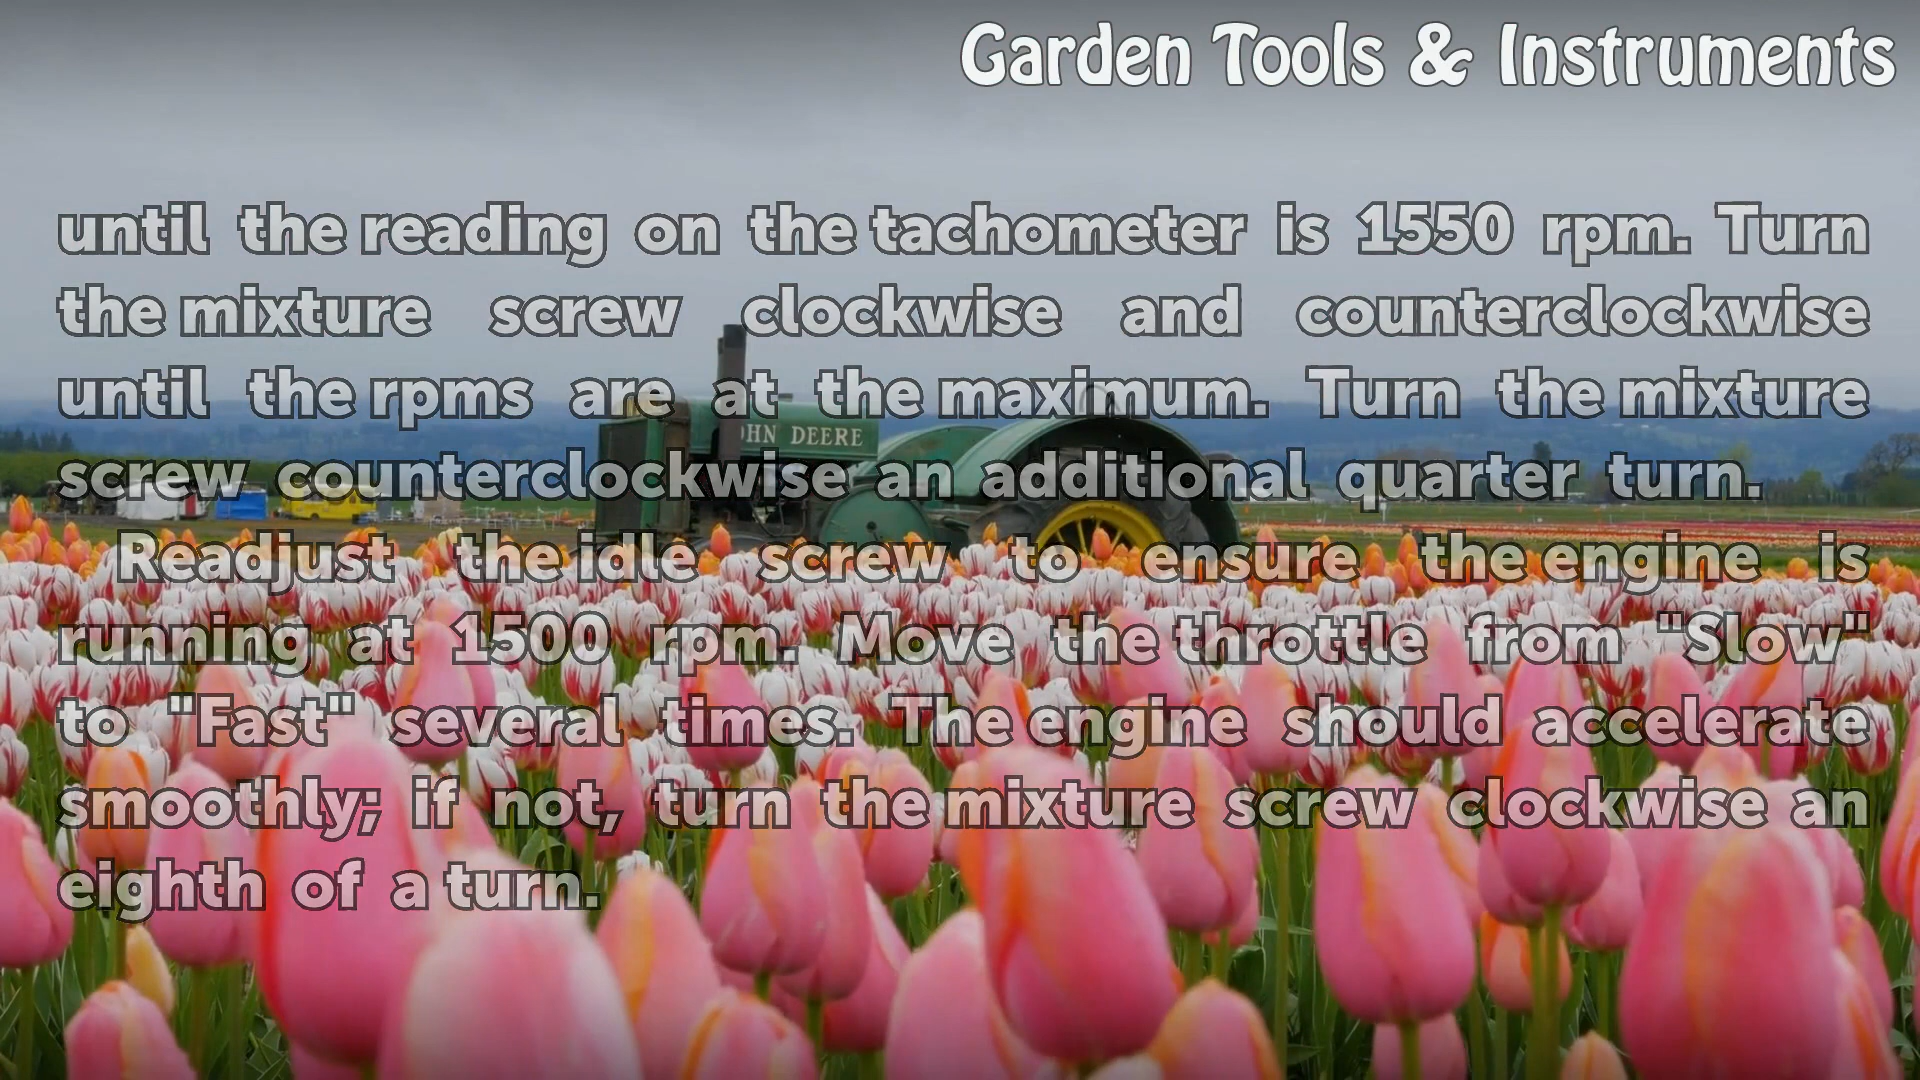 Garden Tools & Instruments
until the reading on the tachometer is 1550 rpm. Turn
the mixture screw clockwise and counterclockwise
until the rpms are at the maximum. Turn the mixture
screw counterclockwise an additional quarter turn.
OHN DEERE
Readjust the idle screw to ensure the engine is
running at 1500 rpm. Move the throttle from "Slow"
to "Fast" several times. The engine should accelerate
smoothly; if not, turn the mixture screw clockwise an
eighth of a turn.